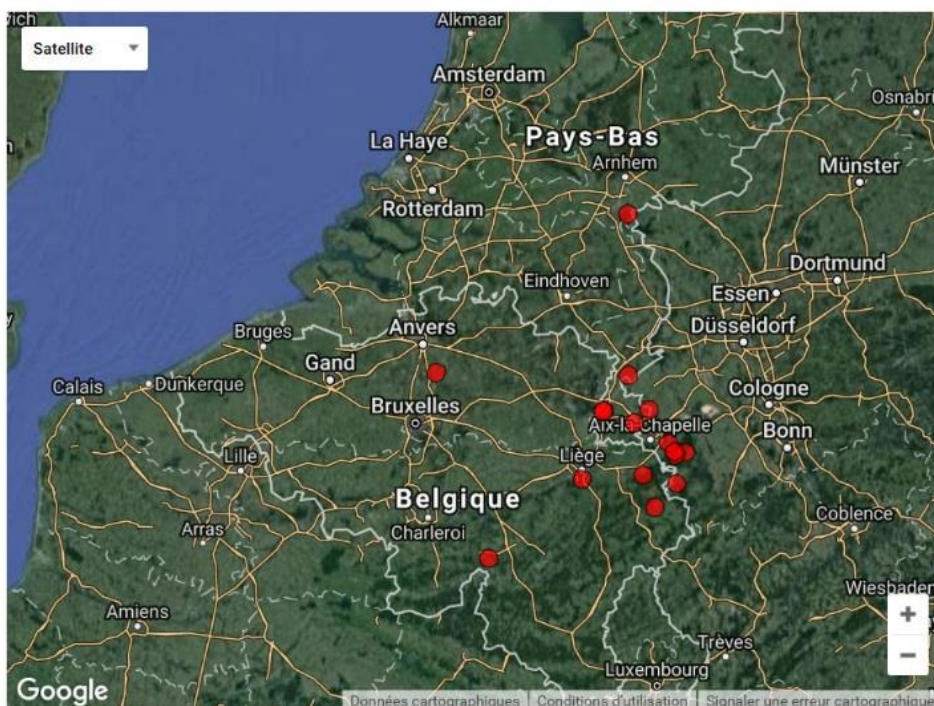 wich
Alkmaar
Satellite
Amsterdam
Osnabrü
Pays-Bas
La Haye
Arnhem
Münster
Rotterdam
Dortmund
Eindhoven
Essen
Anvers
Düsseldorf
Bruges
Gand
Calais
Dunkerque
Cologne
Bruxelles
Aix-la-Chapelle
Bonn
Lille
Liège
Belgique
Charleroi
Coblence
Arras
Wiesbaden
Amiens
+
Trèves
−
Luxembourg
Google
Données cartographiques
Conditions d'utilisation
Signaler une erreur cartographique